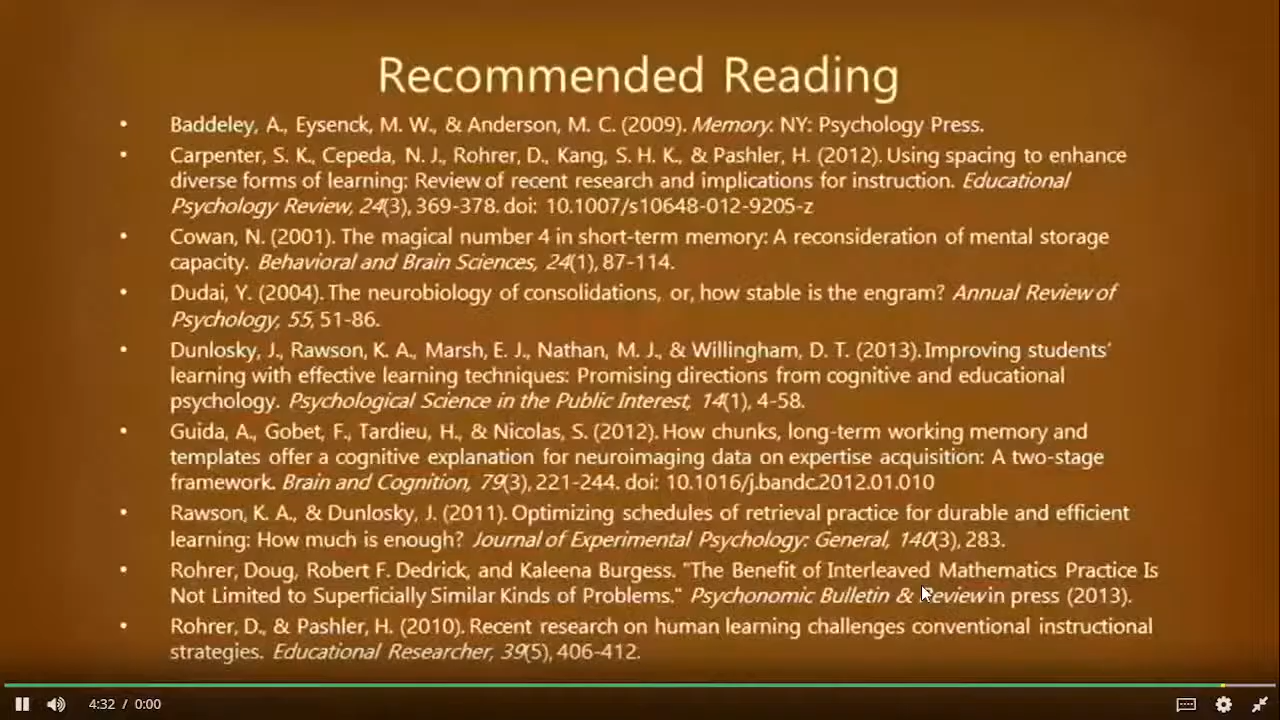 Recommended Reading
• Baddeley, A., Eysenck, M. W., & Anderson, M. C. (2009). Memory. NY: Psychology Press.
• Carpenter, S. K., Cepeda, N. J., Rohrer, D., Kang, S. H. K., & Pashler, H. (2012). Using spacing to enhance
diverse forms of learning: Review of recent research and implications for instruction. Educational
Psychology Review, 24(3), 369-378. doi: 10.1007/s10648-012-9205-z
• Cowan, N. (2001). The magical number 4 in short-term memory: A reconsideration of mental storage
capacity. Behavioral and Brain Sciences, 24(1), 87-114.
• Dudai, Y. (2004). The neurobiology of consolidations, or, how stable is the engram? Annual Review of
Psychology, 55, 51-86.
• Dunlosky, J., Rawson, K. A., Marsh, E. J., Nathan, M. J., & Willingham, D. T. (2013). Improving students'
learning with effective learning techniques: Promising directions from cognitive and educational
psychology. Psychological Science in the Public Interest, 14(1), 4-58.
• Guida, A., Gobet, F., Tardieu, H., & Nicolas, S. (2012). How chunks, long-term working memory and
templates offer a cognitive explanation for neuroimaging data on expertise acquisition: A two-stage
framework. Brain and Cognition, 79(3), 221-244. doi: 10.1016/j.bandc.2012.01.010
• Rawson, K. A., & Dunlosky, J. (2011). Optimizing schedules of retrieval practice for durable and efficient
learning: How much is enough? Journal of Experimental Psychology: General, 140(3), 283.
• Rohrer, Doug, Robert F. Dedrick, and Kaleena Burgess. "The Benefit of Interleaved Mathematics Practice Is
Not Limited to Superficially Similar Kinds of Problems." Psychonomic Bulletin & Review in press (2013).
• Rohrer, D., & Pashler, H. (2010). Recent research on human learning challenges conventional instructional
strategies. Educational Researcher, 39(5), 406-412.
4:32 / 0:00